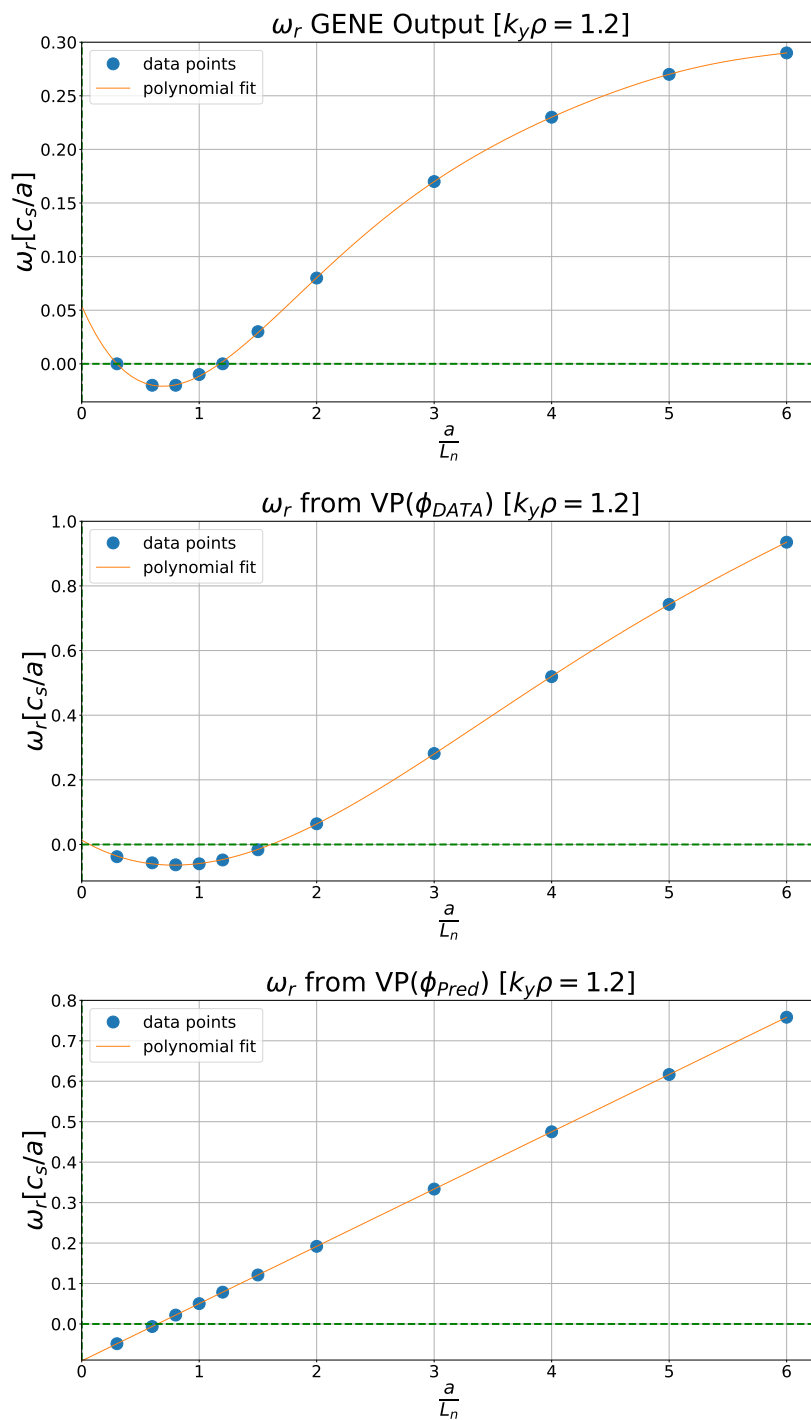 ω_r GENE Output [k_yρ = 1.2]
data points
polynomial fit
ω_r[c_s/a]
0.30
0.25
0.20
0.15
0.10
0.05
0.00
0 1 2 3 4 5 6
a/L_n
ω_r from VP(ϕ_DATA) [k_yρ = 1.2]
data points
polynomial fit
ω_r[c_s/a]
1.0
0.8
0.6
0.4
0.2
0.0
0 1 2 3 4 5 6
a/L_n
ω_r from VP(ϕ_Pred) [k_yρ = 1.2]
data points
polynomial fit
ω_r[c_s/a]
0.8
0.7
0.6
0.5
0.4
0.3
0.2
0.1
0.0
0 1 2 3 4 5 6
a/L_n